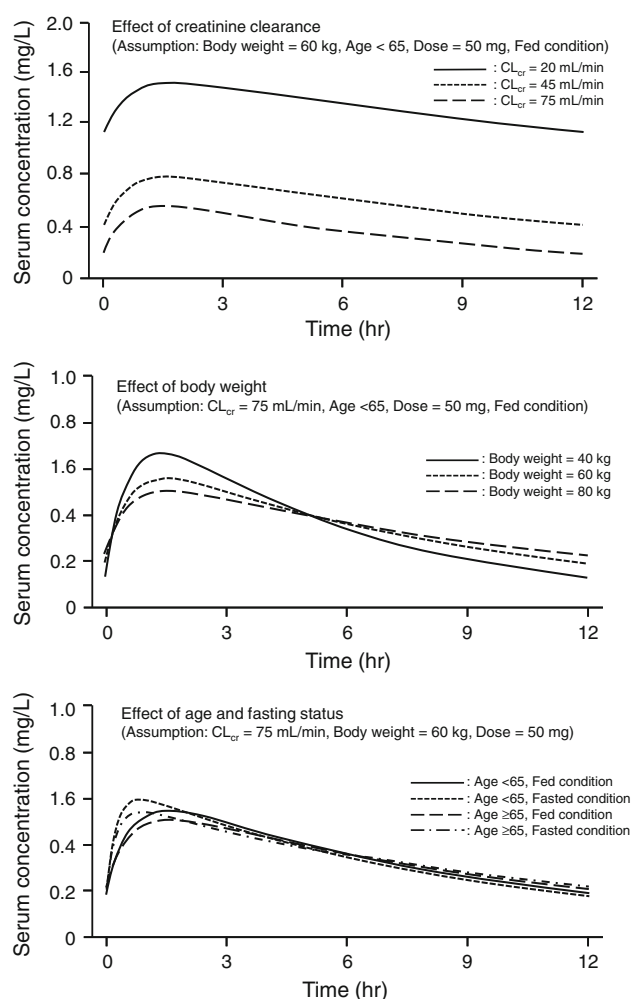 Effect of creatinine clearance
(Assumption: Body weight = 60 kg, Age < 65, Dose = 50 mg, Fed condition)
: CLcr = 20 mL/min
: CLcr = 45 mL/min
: CLcr = 75 mL/min
Serum concentration (mg/L)
2.0
1.6
1.2
0.8
0.4
0
0 3 6 9 12
Time (hr)
Effect of body weight
(Assumption: CLcr = 75 mL/min, Age <65, Dose = 50 mg, Fed condition)
: Body weight = 40 kg
: Body weight = 60 kg
: Body weight = 80 kg
Serum concentration (mg/L)
1.0
0.8
1.6
0.4
0.2
0
0 3 6 9 12
Time (hr)
Effect of age and fasting status
(Assumption: CLcr = 75 mL/min, Body weight = 60 kg, Dose = 50 mg)
: Age <65, Fed condition
: Age <65, Fasted condition
: Age ≥65, Fed condition
: Age ≥65, Fasted condition
Serum concentration (mg/L)
1.0
0.8
1.6
0.4
0.2
0
0 3 6 9 12
Time (hr)